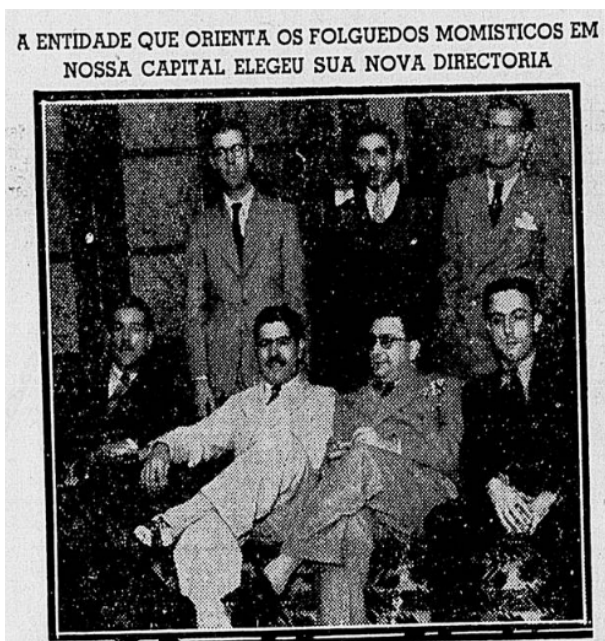 A ENTIDADE QUE ORIENTA OS FOLGUEDOS MOMISTICOS EM
NOSSA CAPITAL ELEGEU SUA NOVA DIRECTORIA